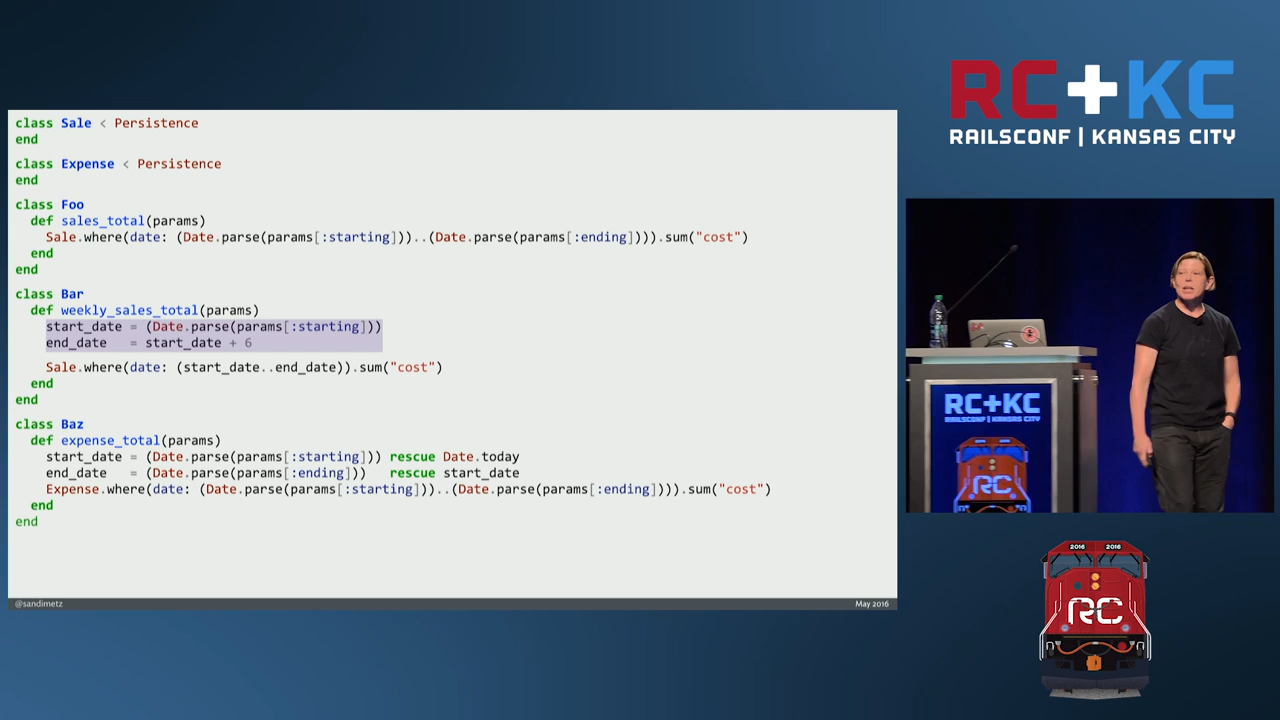 class Sale < Persistence
end
class Expense < Persistence
end
class Foo
  def sales_total(params)
    Sale.where(date: (Date.parse(params[:starting]))..(Date.parse(params[:ending]))).sum("cost")
  end
end
class Bar
  def weekly_sales_total(params)
    start_date = (Date.parse(params[:starting]))
    end_date   = start_date + 6
    Sale.where(date: (start_date..end_date)).sum("cost")
  end
end
class Baz
  def expense_total(params)
    start_date = (Date.parse(params[:starting])) rescue Date.today
    end_date   = (Date.parse(params[:ending]))   rescue start_date
    Expense.where(date: (Date.parse(params[:starting]))..(Date.parse(params[:ending]))).sum("cost")
  end
end
@sandimetz
May 2016
RC+KC
RAILSCONF | KANSAS CITY
RC+KC
RAILSCONF | KANSAS CITY
RC
2016 2016
RC